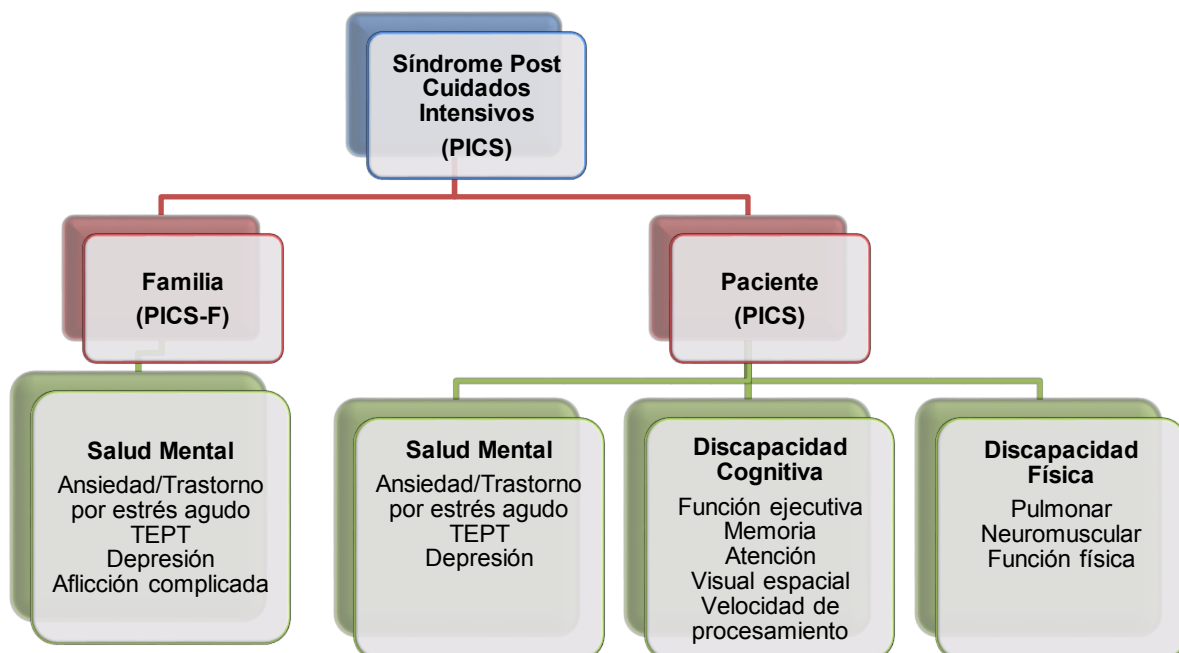 Síndrome Post
Cuidados
Intensivos
(PICS)
Familia
(PICS-F)
Paciente
(PICS)
Salud Mental
Ansiedad/Trastorno
por estrés agudo
TEPT
Depresión
Aflicción complicada
Salud Mental
Ansiedad/Trastorno
por estrés agudo
TEPT
Depresión
Discapacidad
Cognitiva
Función ejecutiva
Memoria
Atención
Visual espacial
Velocidad de
procesamiento
Discapacidad
Física
Pulmonar
Neuromuscular
Función física